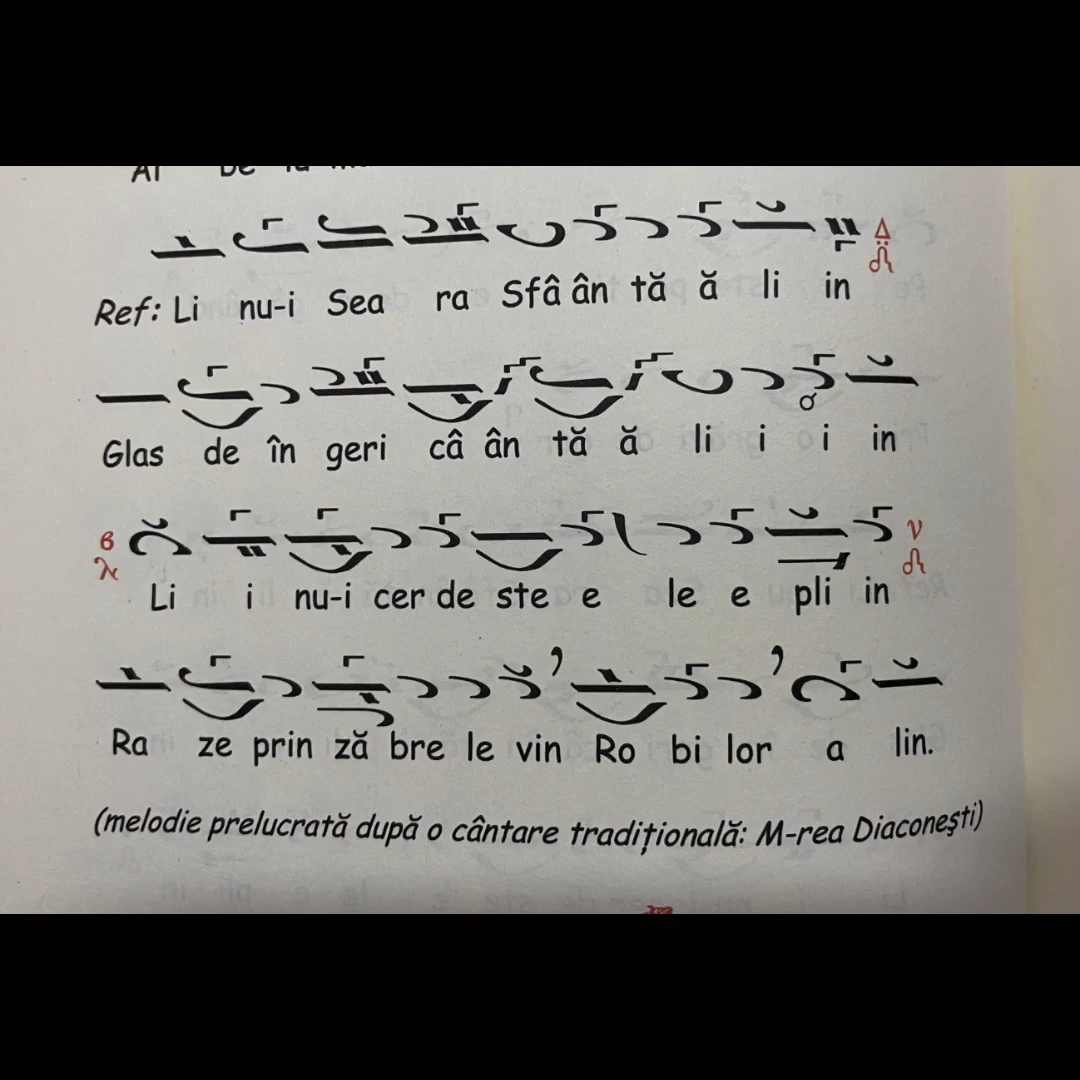 Ref: Li nu-i Sea ra Sfâ ân tă ă li in
Glas de în geri câ ân tă ă li i i in
Li i nu-i cer de ste e le e pli in
Ra ze prin ză bre le vin Ro bi lor a lin.
(melodie prelucrată după o cântare tradițională: M-rea Diaconești)